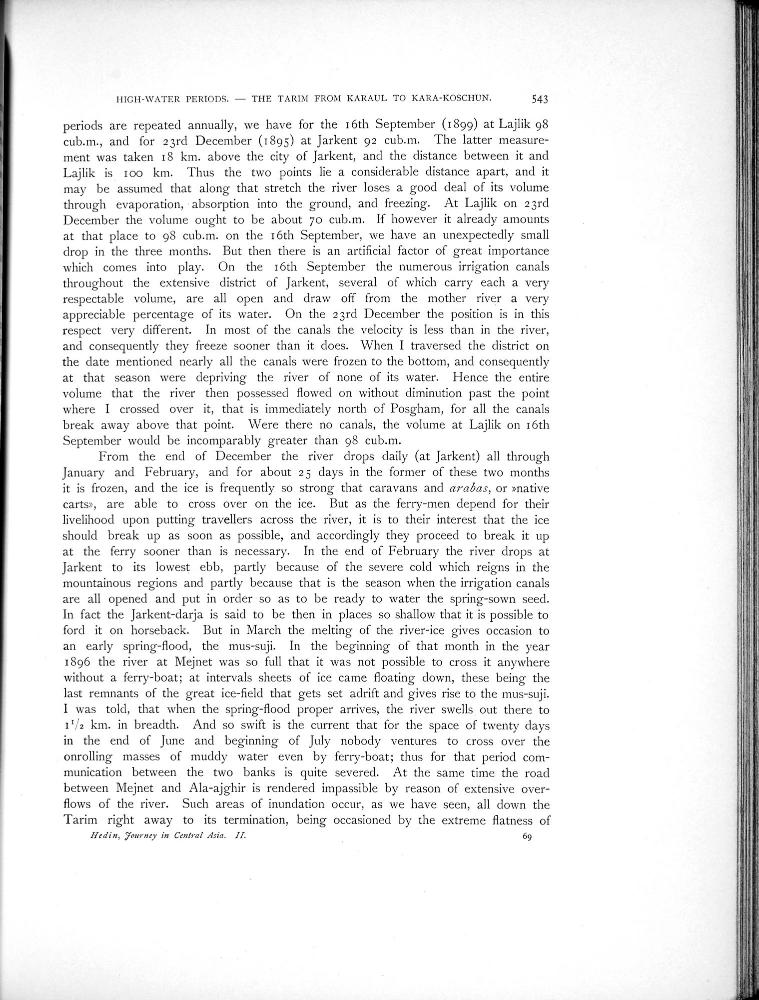 HIGH-WATER PERIODS. — THE TARIM FROM KARAUL TO KARA-KOSCHUN. 543
periods are repeated annually, we have for the 16th September (1899) at Lajlik 98
cub.m., and for 23rd December (1895) at Jarkent 92 cub.m. The latter measure-
ment was taken 18 km. above the city of Jarkent, and the distance between it and
Lajlik is 100 km. Thus the two points lie a considerable distance apart, and it
may be assumed that along that stretch the river loses a good deal of its volume
through evaporation, absorption into the ground, and freezing. At Lajlik on 23rd
December the volume ought to be about 70 cub.m. If however it already amounts
at that place to 98 cub.m. on the 16th September, we have an unexpectedly small
drop in the three months. But then there is an artificial factor of great importance
which comes into play. On the 16th September the numerous irrigation canals
throughout the extensive district of Jarkent, several of which carry each a very
respectable volume, are all open and draw off from the mother river a very
appreciable percentage of its water. On the 23rd December the position is in this
respect very different. In most of the canals the velocity is less than in the river,
and consequently they freeze sooner than it does. When I traversed the district on
the date mentioned nearly all the canals were frozen to the bottom, and consequently
at that season were depriving the river of none of its water. Hence the entire
volume that the river then possessed flowed on without diminution past the point
where I crossed over it, that is immediately north of Posgham, for all the canals
break away above that point. Were there no canals, the volume at Lajlik on 16th
September would be incomparably greater than 98 cub.m.
From the end of December the river drops daily (at Jarkent) all through
January and February, and for about 25 days in the former of these two months
it is frozen, and the ice is frequently so strong that caravans and arabas, or »native
carts», are able to cross over on the ice. But as the ferry-men depend for their
livelihood upon putting travellers across the river, it is to their interest that the ice
should break up as soon as possible, and accordingly they proceed to break it up
at the ferry sooner than is necessary. In the end of February the river drops at
Jarkent to its lowest ebb, partly because of the severe cold which reigns in the
mountainous regions and partly because that is the season when the irrigation canals
are all opened and put in order so as to be ready to water the spring-sown seed.
In fact the Jarkent-darja is said to be then in places so shallow that it is possible to
ford it on horseback. But in March the melting of the river-ice gives occasion to
an early spring-flood, the mus-suji. In the beginning of that month in the year
1896 the river at Mejnet was so full that it was not possible to cross it anywhere
without a ferry-boat; at intervals sheets of ice came floating down, these being the
last remnants of the great ice-field that gets set adrift and gives rise to the mus-suji.
I was told, that when the spring-flood proper arrives, the river swells out there to
1 1/2 km. in breadth. And so swift is the current that for the space of twenty days
in the end of June and beginning of July nobody ventures to cross over the
onrolling masses of muddy water even by ferry-boat; thus for that period com-
munication between the two banks is quite severed. At the same time the road
between Mejnet and Ala-ajghir is rendered impassible by reason of extensive over-
flows of the river. Such areas of inundation occur, as we have seen, all down the
Tarim right away to its termination, being occasioned by the extreme flatness of
Hedin, Journey in Central Asia. II. 69